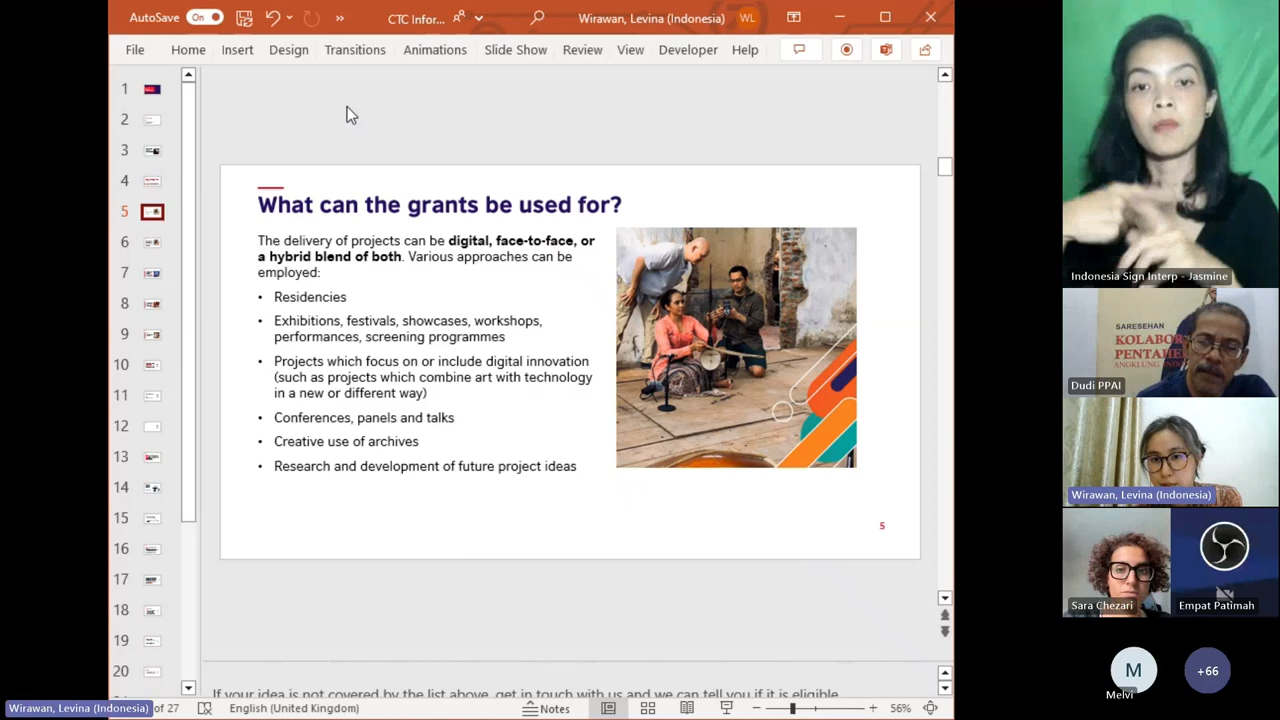 AutoSave On CTC Infor... Wirawan, Levina (Indonesia) WL
File Home Insert Design Transitions Animations Slide Show Review View Developer Help
1
2
3
4
5
6
7
8
9
10
11
12
13
14
15
16
17
18
19
20
What can the grants be used for?
The delivery of projects can be digital, face-to-face, or
a hybrid blend of both. Various approaches can be
employed:
• Residencies
• Exhibitions, festivals, showcases, workshops,
performances, screening programmes
• Projects which focus on or include digital innovation
(such as projects which combine art with technology
in a new or different way)
• Conferences, panels and talks
• Creative use of archives
• Research and development of future project ideas
5
If your idea is not covered by the list above, get in touch with us and we can tell you if it is eligible
Wirawan, Levina (Indonesia) of 27 English (United Kingdom) Notes 56%
Indonesia Sign Interp - Jasmine
SARESEHAN
KOLABOR
PENTAHE
ANGKLUNG INDO
Dudi PPAI
Wirawan, Levina (Indonesia)
Sara Chezari
Empat Patimah
M
Melvi
+66